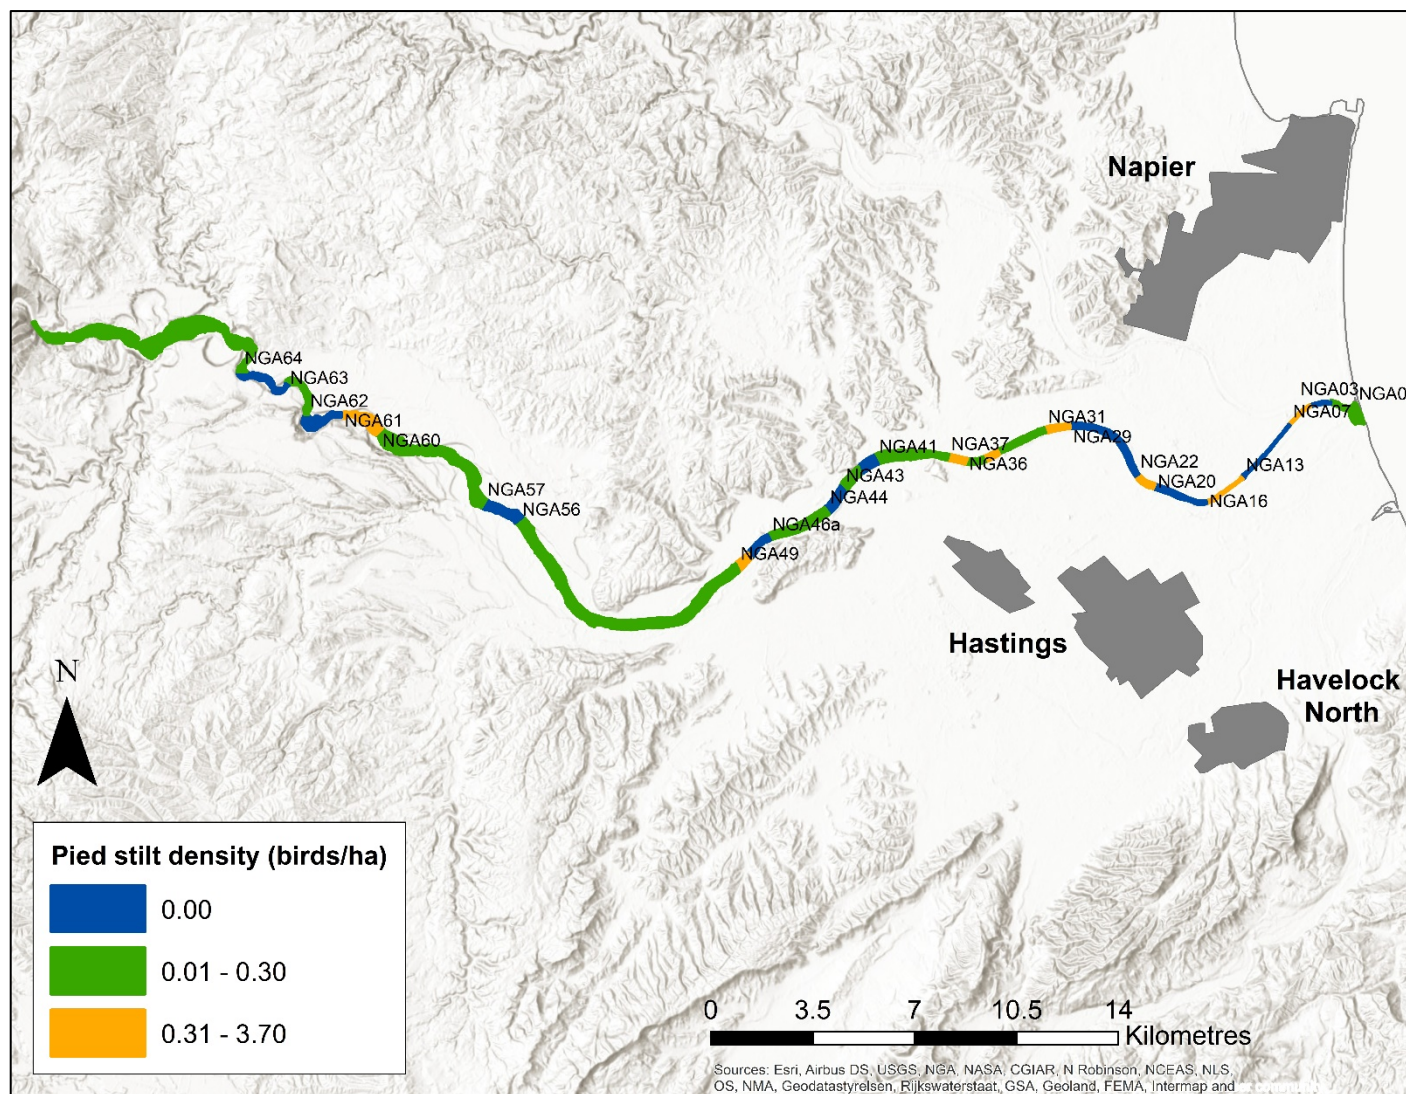 Napier
NGA64
NGA63
NGA62
NGA61
NGA60
NGA57
NGA56
NGA49
NGA46a
NGA44
NGA43
NGA41
NGA37
NGA36
NGA31
NGA29
NGA22
NGA20
NGA16
NGA13
NGA07
NGA03
NGA0
Hastings
Havelock
North
N
Pied stilt density (birds/ha)
0.00
0.01 - 0.30
0.31 - 3.70
0 3.5 7 10.5 14
Kilometres
Sources: Esri, Airbus DS, USGS, NGA, NASA, CGIAR, N Robinson, NCEAS, NLS,
OS, NMA, Geodatastyrelsen, Rijkswaterstaat, GSA, Geoland, FEMA, Intermap and